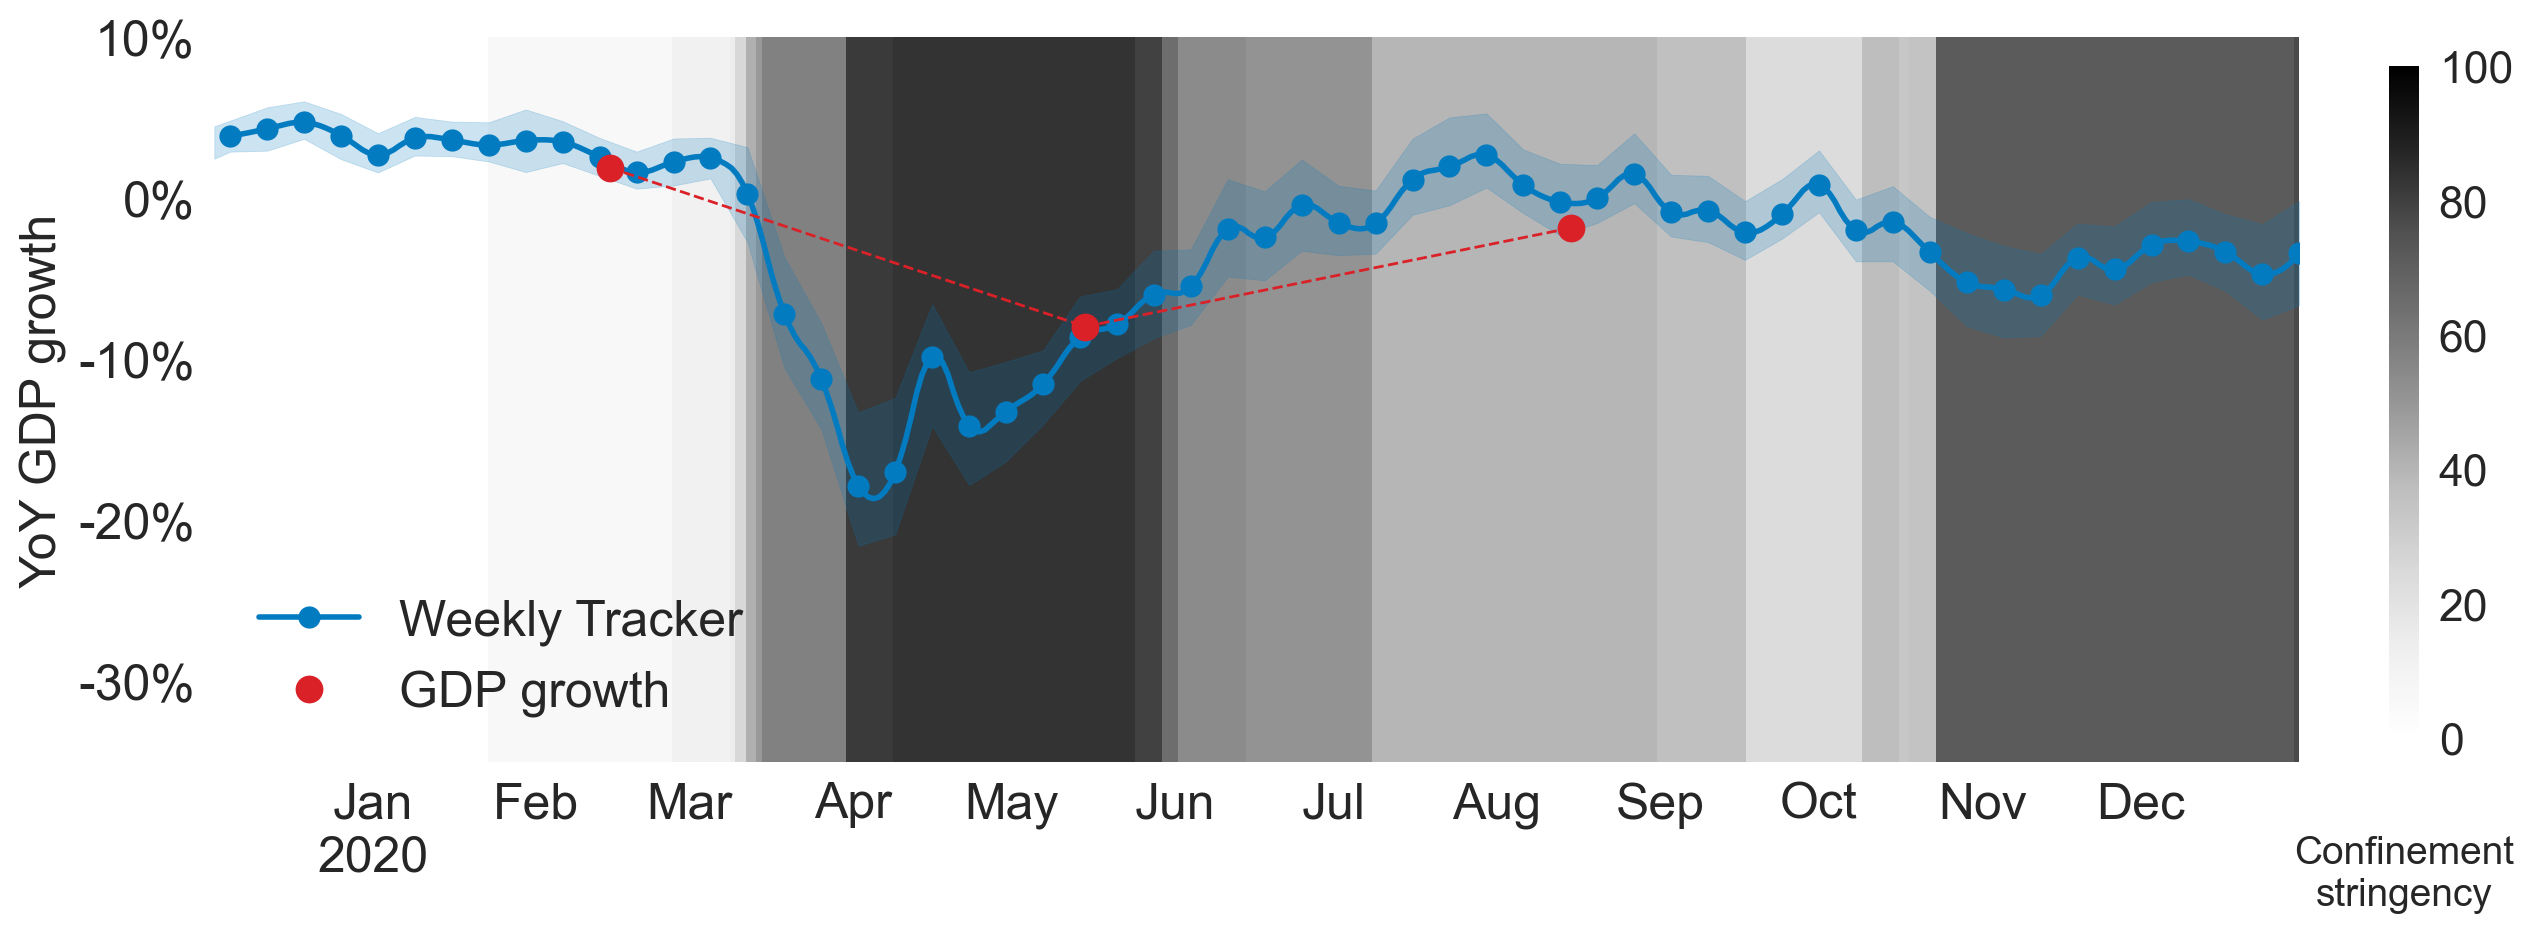 10%
0%
-10%
-20%
-30%
YoY GDP growth
Weekly Tracker
GDP growth
Jan
2020
Feb
Mar
Apr
May
Jun
Jul
Aug
Sep
Oct
Nov
Dec
100
80
60
40
20
0
Confinement
stringency